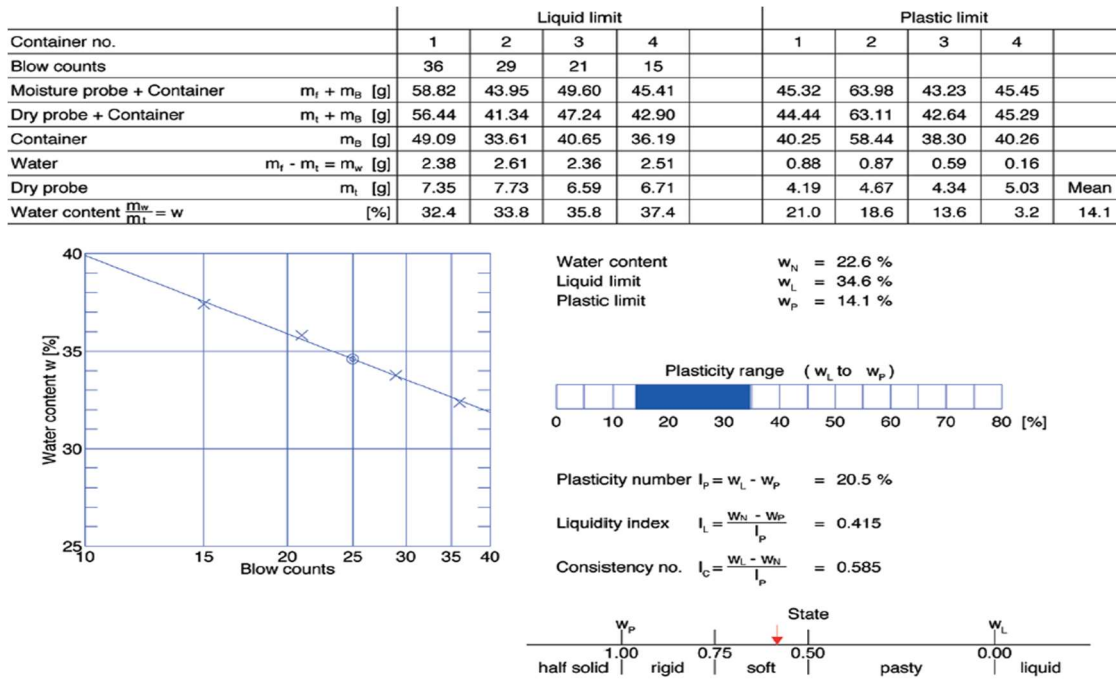 Liquid limit Plastic limit
Container no. 1 2 3 4 1 2 3 4
Blow counts 36 29 21 15
Moisture probe + Container m_f + m_B [g] 58.82 43.95 49.60 45.41 45.32 63.98 43.23 45.45
Dry probe + Container m_t + m_B [g] 56.44 41.34 47.24 42.90 44.44 63.11 42.64 45.29
Container m_B [g] 49.09 33.61 40.65 36.19 40.25 58.44 38.30 40.26
Water m_f - m_t = m_w [g] 2.38 2.61 2.36 2.51 0.88 0.87 0.59 0.16
Dry probe m_t [g] 7.35 7.73 6.59 6.71 4.19 4.67 4.34 5.03 Mean
Water content m_w/m_t = w [%] 32.4 33.8 35.8 37.4 21.0 18.6 13.6 3.2 14.1
40
35
30
25
Water content w [%]
10 15 20 25 30 35 40
Blow counts
Water content w_N = 22.6 %
Liquid limit w_L = 34.6 %
Plastic limit w_P = 14.1 %
Plasticity range (w_L to w_P)
0 10 20 30 40 50 60 70 80 [%]
Plasticity number I_P = w_L - w_P = 20.5 %
Liquidity index I_L = w_N - w_P / I_P = 0.415
Consistency no. I_C = w_L - w_N / I_P = 0.585
State
w_P w_L
1.00 0.75 0.50 0.00
half solid rigid soft pasty liquid